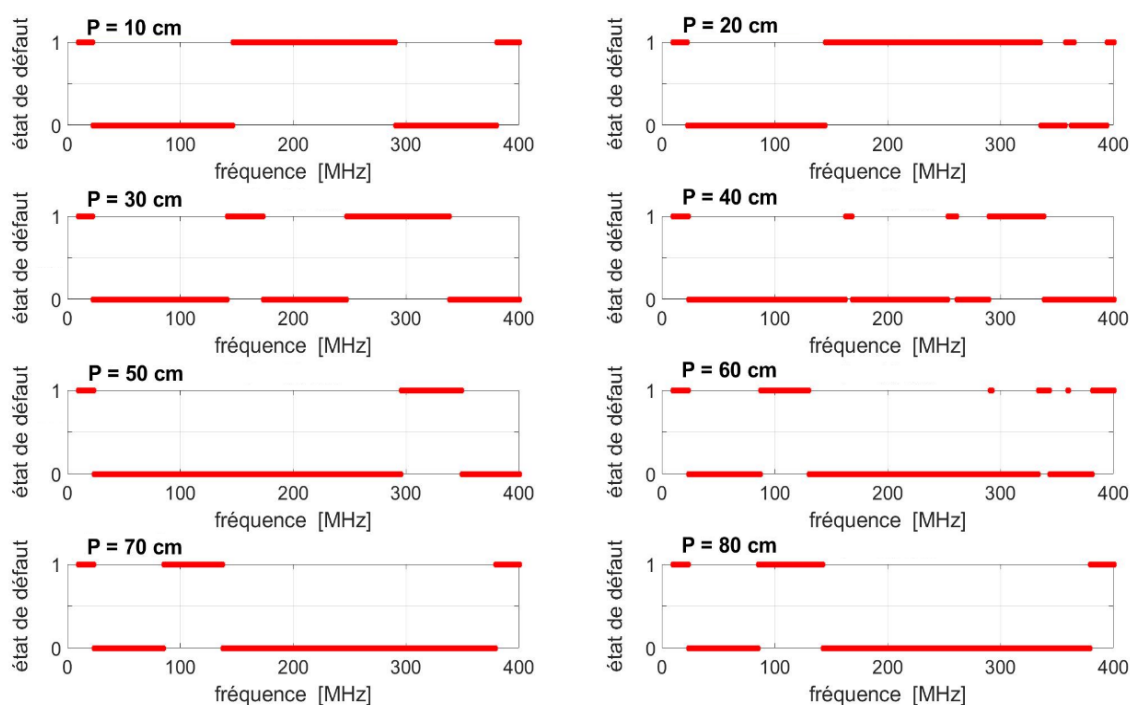 P = 10 cm
état de défaut
1
0
0 100 200 300 400
fréquence [MHz]
P = 20 cm
état de défaut
1
0
0 100 200 300 400
fréquence [MHz]
P = 30 cm
état de défaut
1
0
0 100 200 300 400
fréquence [MHz]
P = 40 cm
état de défaut
1
0
0 100 200 300 400
fréquence [MHz]
P = 50 cm
état de défaut
1
0
0 100 200 300 400
fréquence [MHz]
P = 60 cm
état de défaut
1
0
0 100 200 300 400
fréquence [MHz]
P = 70 cm
état de défaut
1
0
0 100 200 300 400
fréquence [MHz]
P = 80 cm
état de défaut
1
0
0 100 200 300 400
fréquence [MHz]